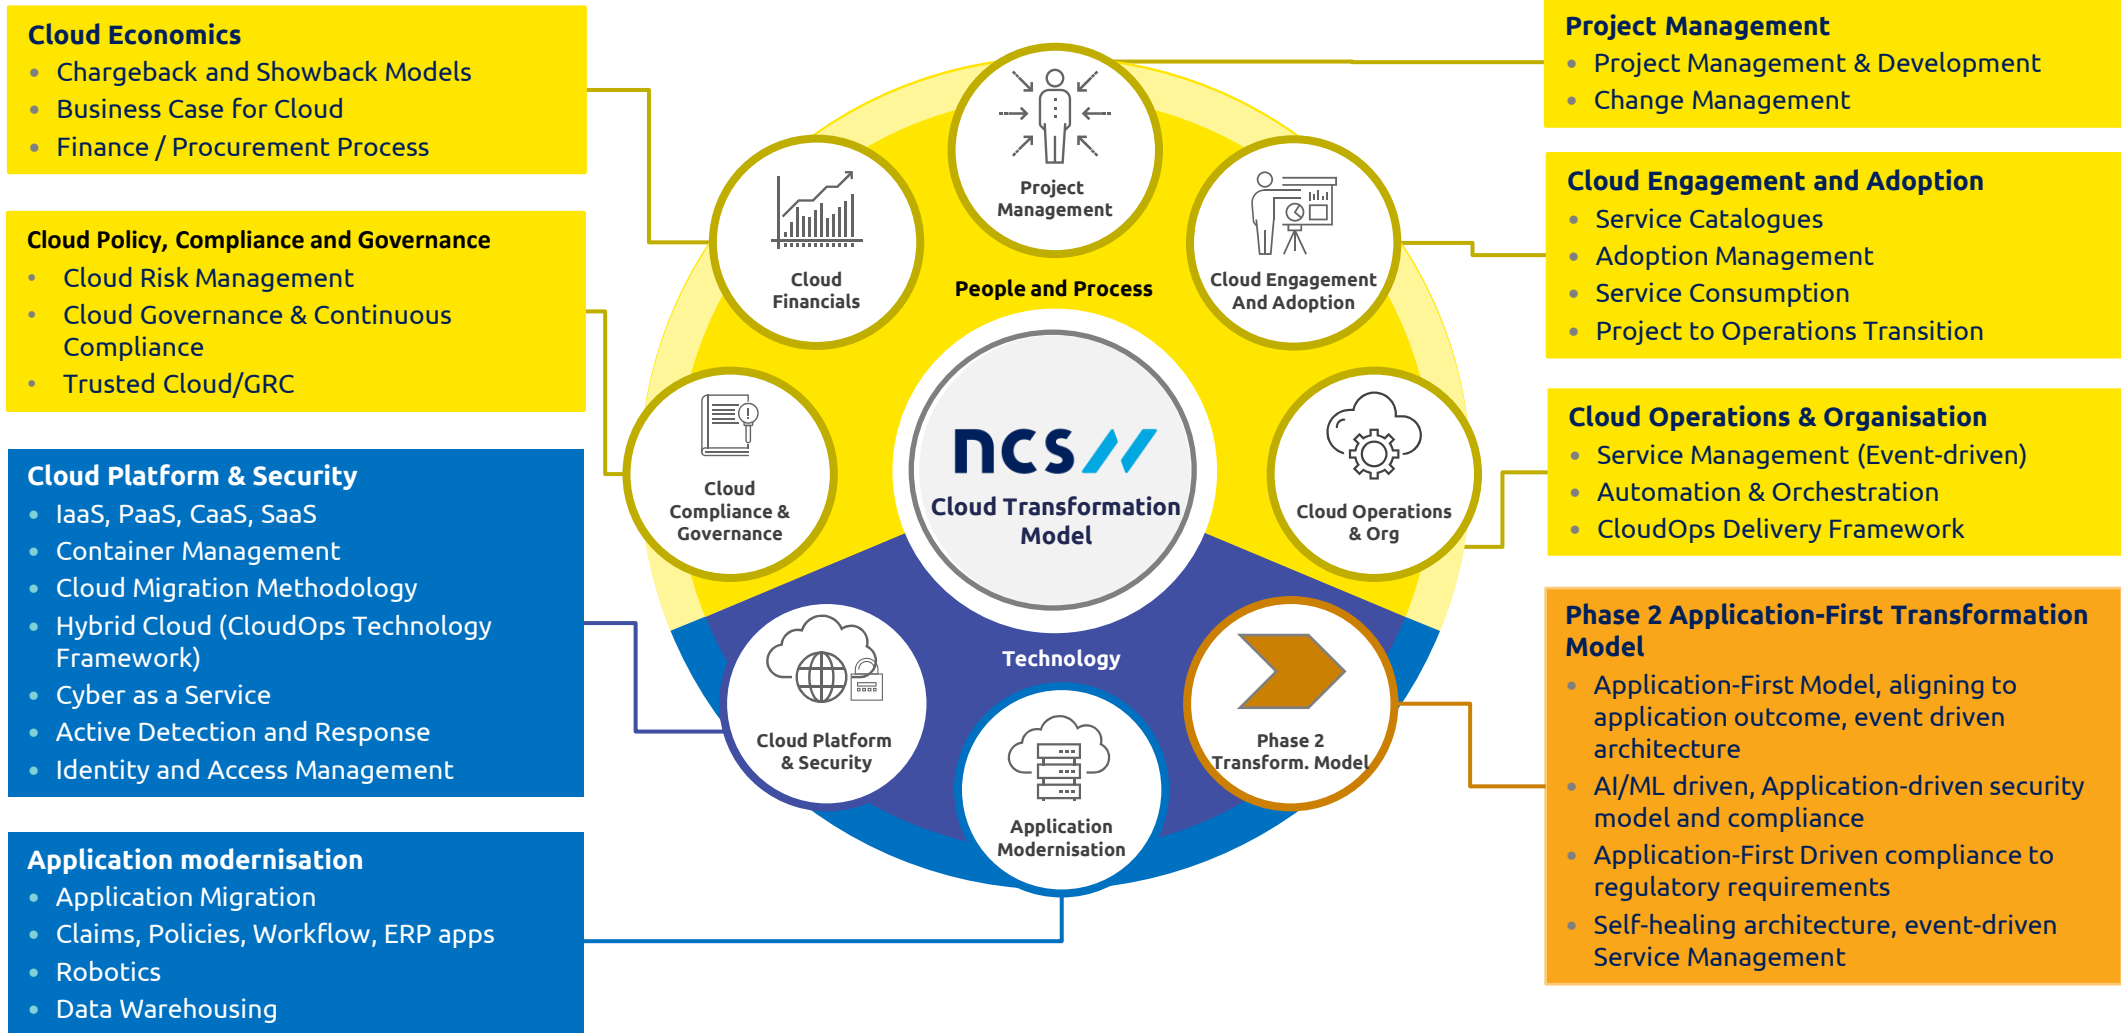 Cloud Economics
• Chargeback and Showback Models
• Business Case for Cloud
• Finance / Procurement Process
Cloud Policy, Compliance and Governance
• Cloud Risk Management
• Cloud Governance & Continuous
Compliance
• Trusted Cloud/GRC
Cloud Platform & Security
• IaaS, PaaS, CaaS, SaaS
• Container Management
• Cloud Migration Methodology
• Hybrid Cloud (CloudOps Technology
Framework)
• Cyber as a Service
• Active Detection and Response
• Identity and Access Management
Application modernisation
• Application Migration
• Claims, Policies, Workflow, ERP apps
• Robotics
• Data Warehousing
Project
Management
Cloud
Financials
People and Process
Cloud Engagement
And Adoption
Cloud
Compliance &
Governance
ncs//
Cloud Transformation
Model
Cloud Operations
& Org
Technology
Cloud Platform
& Security
Application
Modernisation
Phase 2
Transform. Model
Project Management
• Project Management & Development
• Change Management
Cloud Engagement and Adoption
• Service Catalogues
• Adoption Management
• Service Consumption
• Project to Operations Transition
Cloud Operations & Organisation
• Service Management (Event-driven)
• Automation & Orchestration
• CloudOps Delivery Framework
Phase 2 Application-First Transformation
Model
• Application-First Model, aligning to
application outcome, event driven
architecture
• AI/ML driven, Application-driven security
model and compliance
• Application-First Driven compliance to
regulatory requirements
• Self-healing architecture, event-driven
Service Management